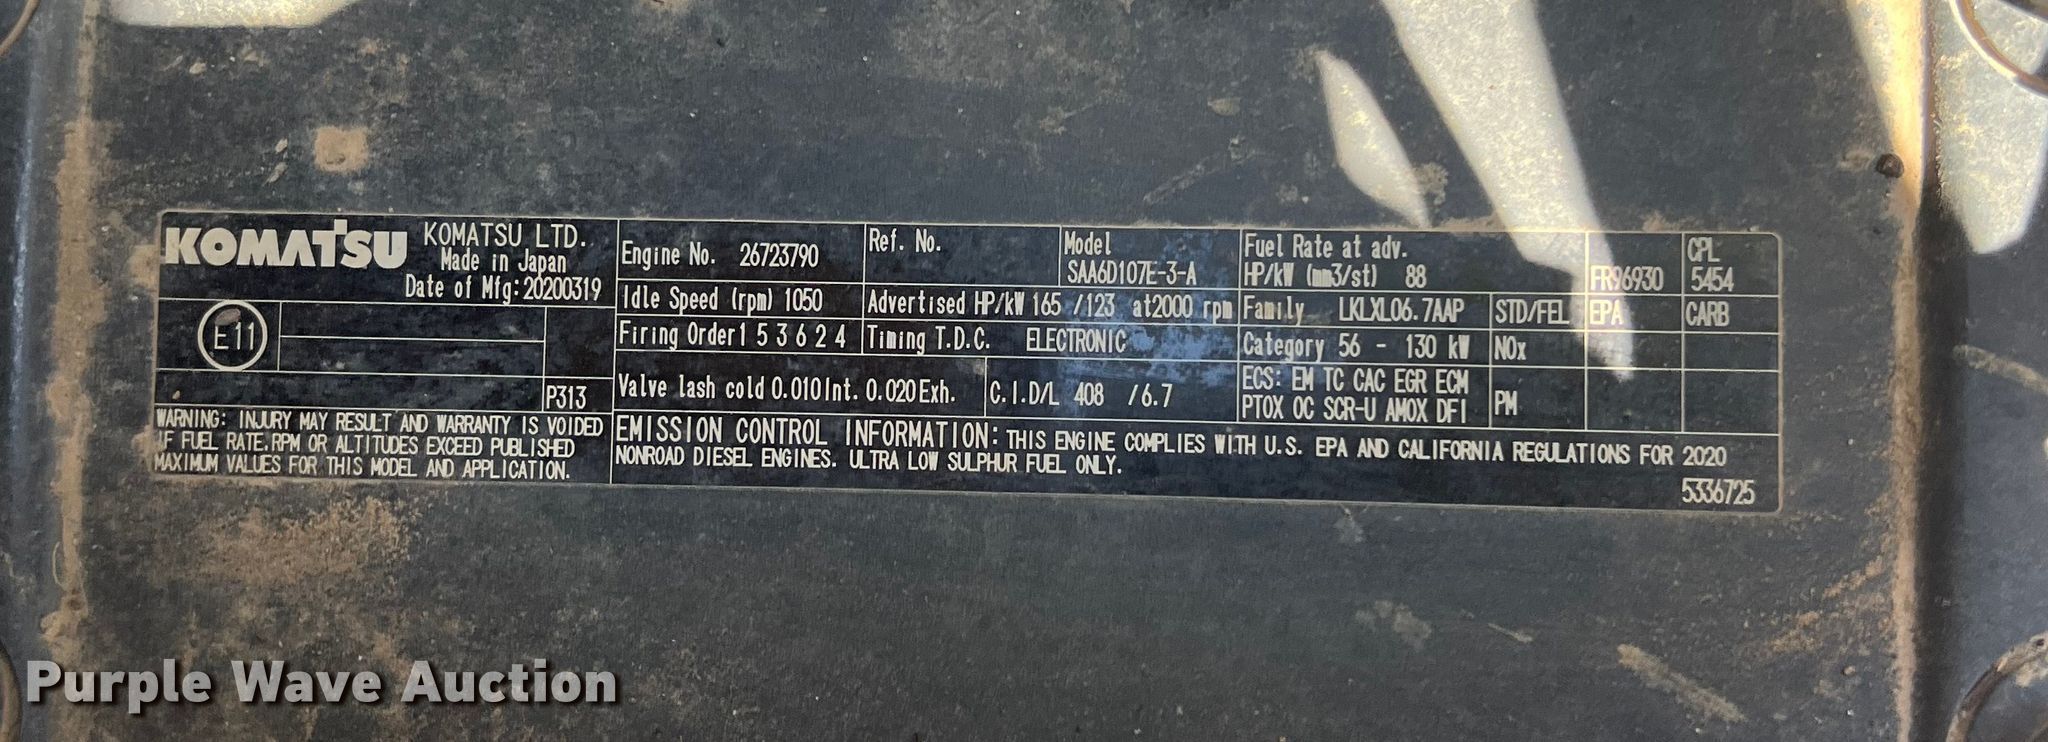 KOMATSU
KOMATSU LTD.
Made in Japan
Date of Mfg:20200319
Engine No. 26723790
Ref. No.
Model
SAA6D107E-3-A
Fuel Rate at adv.
HP/kW (mm3/st) 88
FR96930
CPL
5454
Idle Speed (rpm) 1050
Advertised HP/kW 165 /123 at2000 rpm
Family LKLXL06.7AAP
STD/FEL
EPA
CARB
E11
Firing Order1 5 3 6 2 4
Timing T.D.C. ELECTRONIC
Category 56 - 130 kW
NOx
P313
Valve lash cold 0.010Int. 0.020Exh.
C.I.D/L 408 /6.7
ECS: EM TC CAC EGR ECM
PTOX OC SCR-U AMOX DFI
PM
WARNING: INJURY MAY RESULT AND WARRANTY IS VOIDED
IF FUEL RATE.RPM OR ALTITUDES EXCEED PUBLISHED
MAXIMUM VALUES FOR THIS MODEL AND APPLICATION.
EMISSION CONTROL INFORMATION: THIS ENGINE COMPLIES WITH U.S. EPA AND CALIFORNIA REGULATIONS FOR 2020
NONROAD DIESEL ENGINES. ULTRA LOW SULPHUR FUEL ONLY.
5336725
Purple Wave Auction